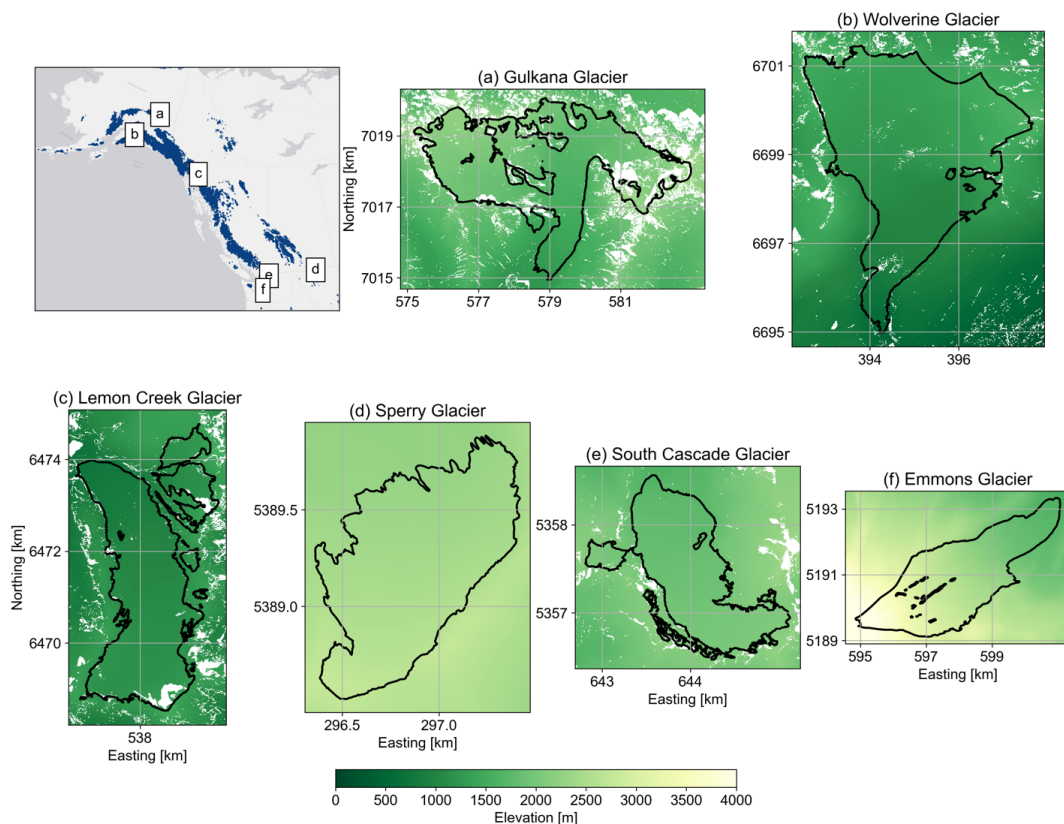 (b) Wolverine Glacier
(a) Gulkana Glacier
a
b
c
d
e
f
Northing [km]
7019
7017
7015
575
577
579
581
6701
6699
6697
6695
394
396
(c) Lemon Creek Glacier
Northing [km]
6474
6472
6470
538
Easting [km]
(d) Sperry Glacier
5389.5
5389.0
296.5
297.0
Easting [km]
(e) South Cascade Glacier
5358
5357
643
644
Easting [km]
(f) Emmons Glacier
5193
5191
5189
595
597
599
0
500
1000
1500
2000
2500
3000
3500
4000
Elevation [m]